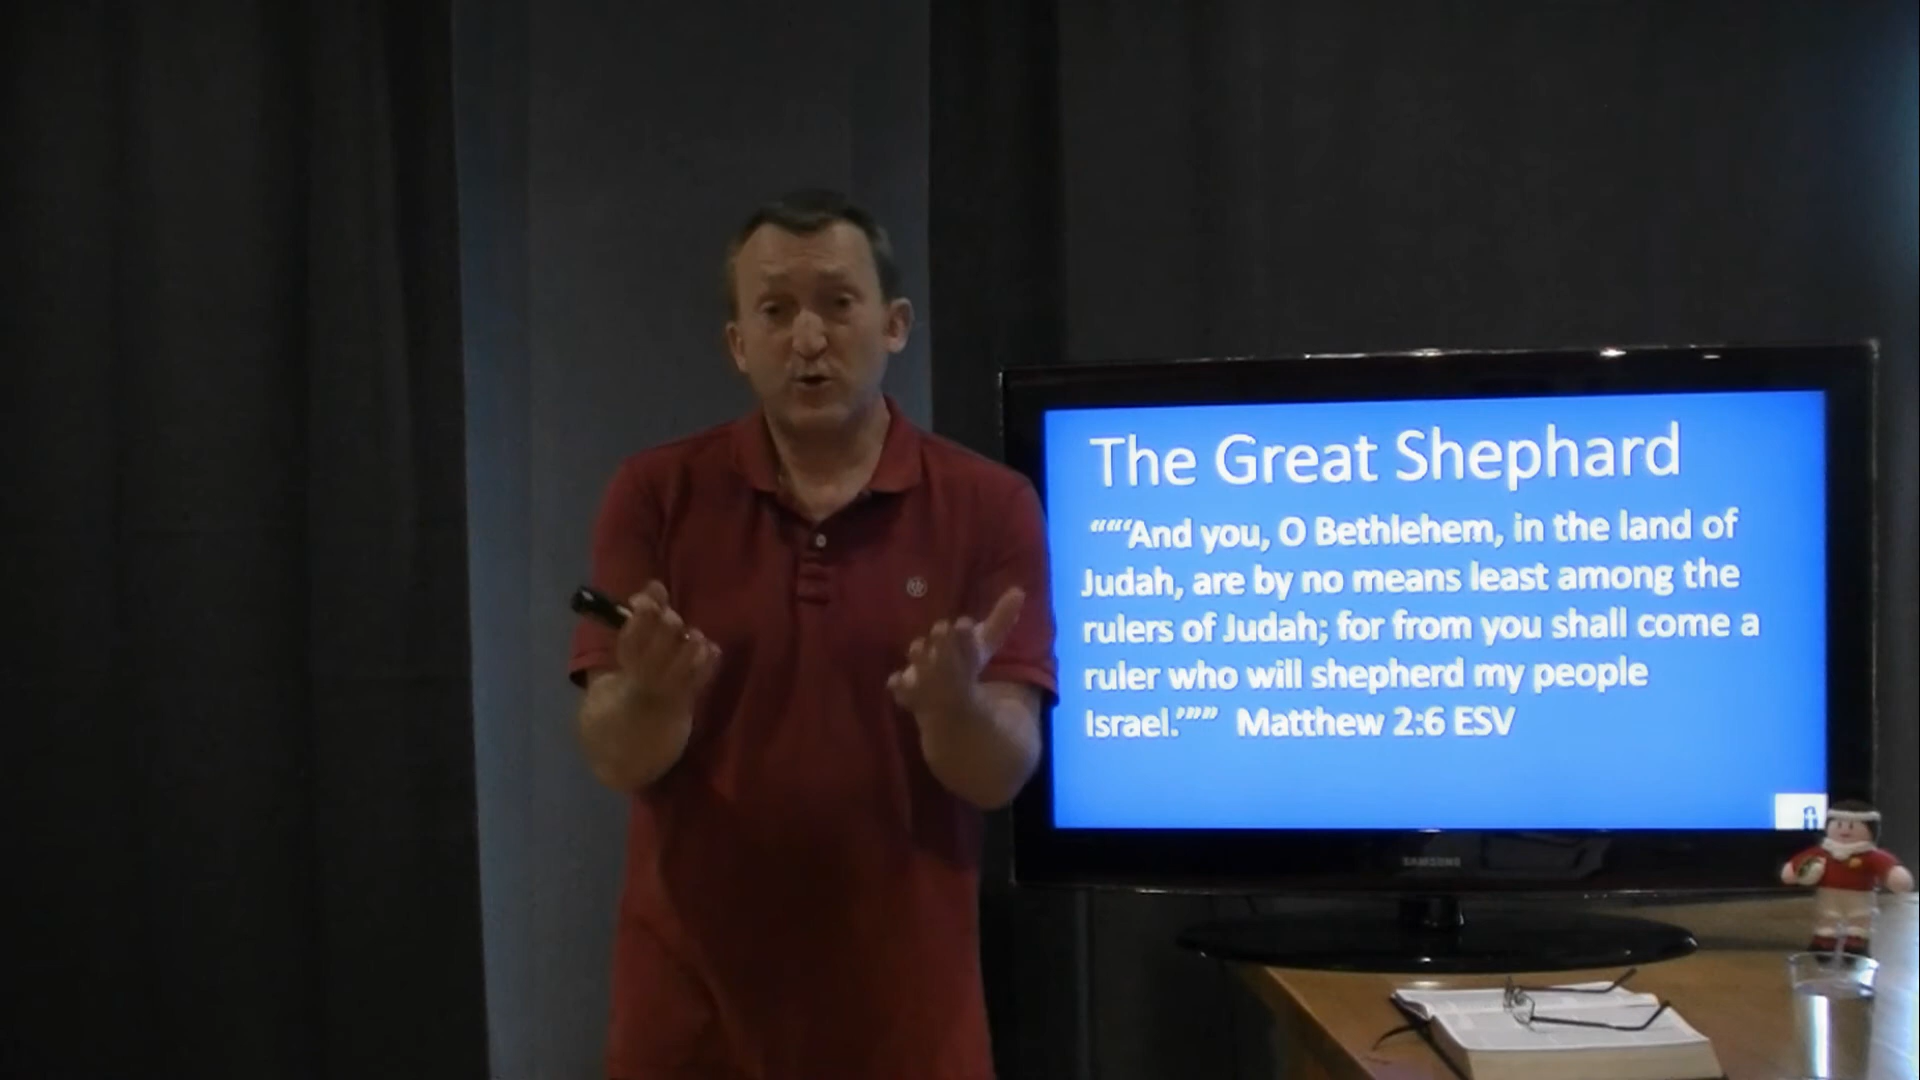 The Great Shephard
“““‘And you, O Bethlehem, in the land of
Judah, are by no means least among the
rulers of Judah; for from you shall come a
ruler who will shepherd my people
Israel.’””” Matthew 2:6 ESV
SAMSUNG